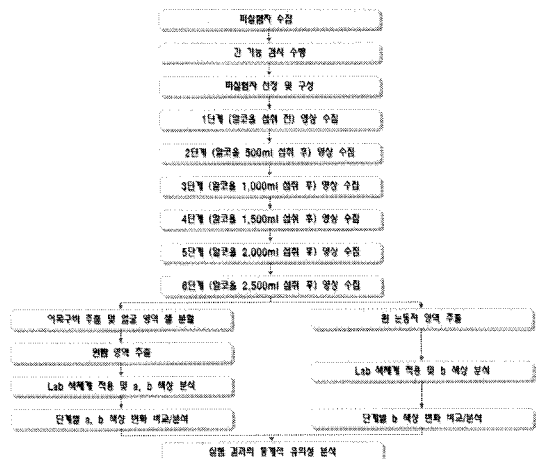 피실험자 수집
간 기능 검사 수행
피실험자 선정 및 구성
1단계 (알코올 섭취 전) 영상 수집
2단계 (알코올 500ml 섭취 후) 영상 수집
3단계 (알코올 1,000ml 섭취 후) 영상 수집
4단계 (알코올 1,500ml 섭취 후) 영상 수집
5단계 (알코올 2,000ml 섭취 후) 영상 수집
6단계 (알코올 2,500ml 섭취 후) 영상 수집
이목구비 추출 및 얼굴 영역 분할
흰 눈동자 영역 추출
영역 추출
Lab 색체계 적용 및 a, b 색상 분석
Lab 색체계 적용 및 b 색상 분석
단계별 a, b 색상 변화 비교/분석
단계별 b 색상 변화 비교/분석
실험 결과의 통계적 유의성 분석